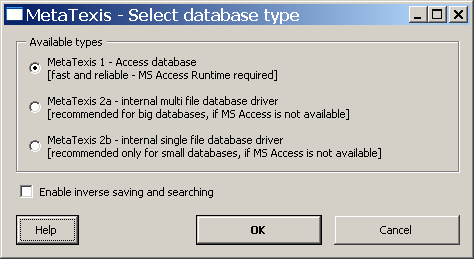 MetaTexis - Select database type
Available types
MetaTexis 1 - Access database
[fast and reliable - MS Access Runtime required]
MetaTexis 2a - internal multi file database driver
[recommended for big databases, if MS Access is not available]
MetaTexis 2b - internal single file database driver
[recommended only for small databases, if MS Access is not available]
Enable inverse saving and searching
Help
OK
Cancel